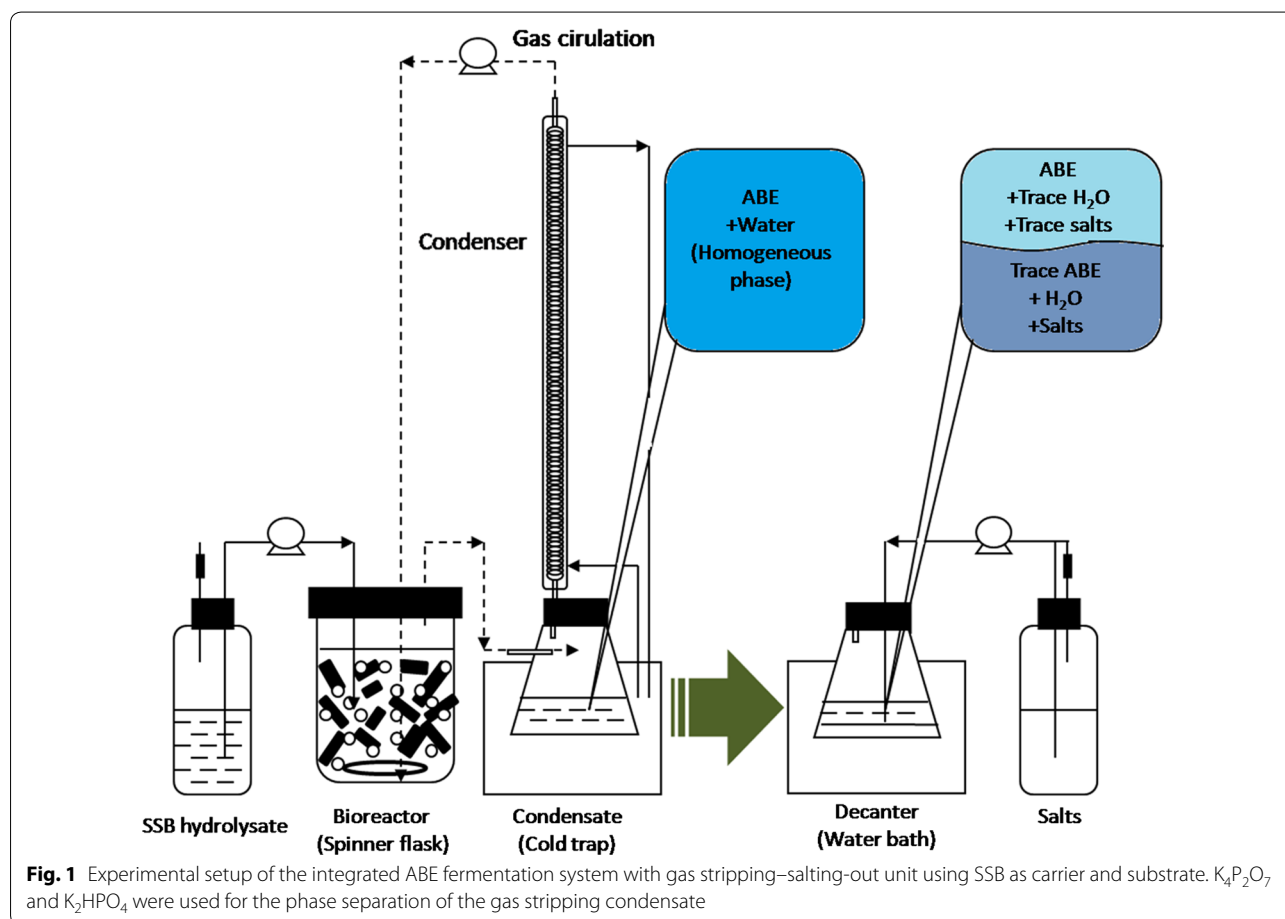 Gas cirulation
Condenser
ABE
+Water
(Homogeneous
phase)
ABE
+Trace H₂O
+Trace salts
Trace ABE
+ H₂O
+Salts
SSB hydrolysate
Bioreactor
(Spinner flask)
Condensate
(Cold trap)
Decanter
(Water bath)
Salts
Fig. 1 Experimental setup of the integrated ABE fermentation system with gas stripping–salting-out unit using SSB as carrier and substrate. K₄P₂O₇
and K₂HPO₄ were used for the phase separation of the gas stripping condensate